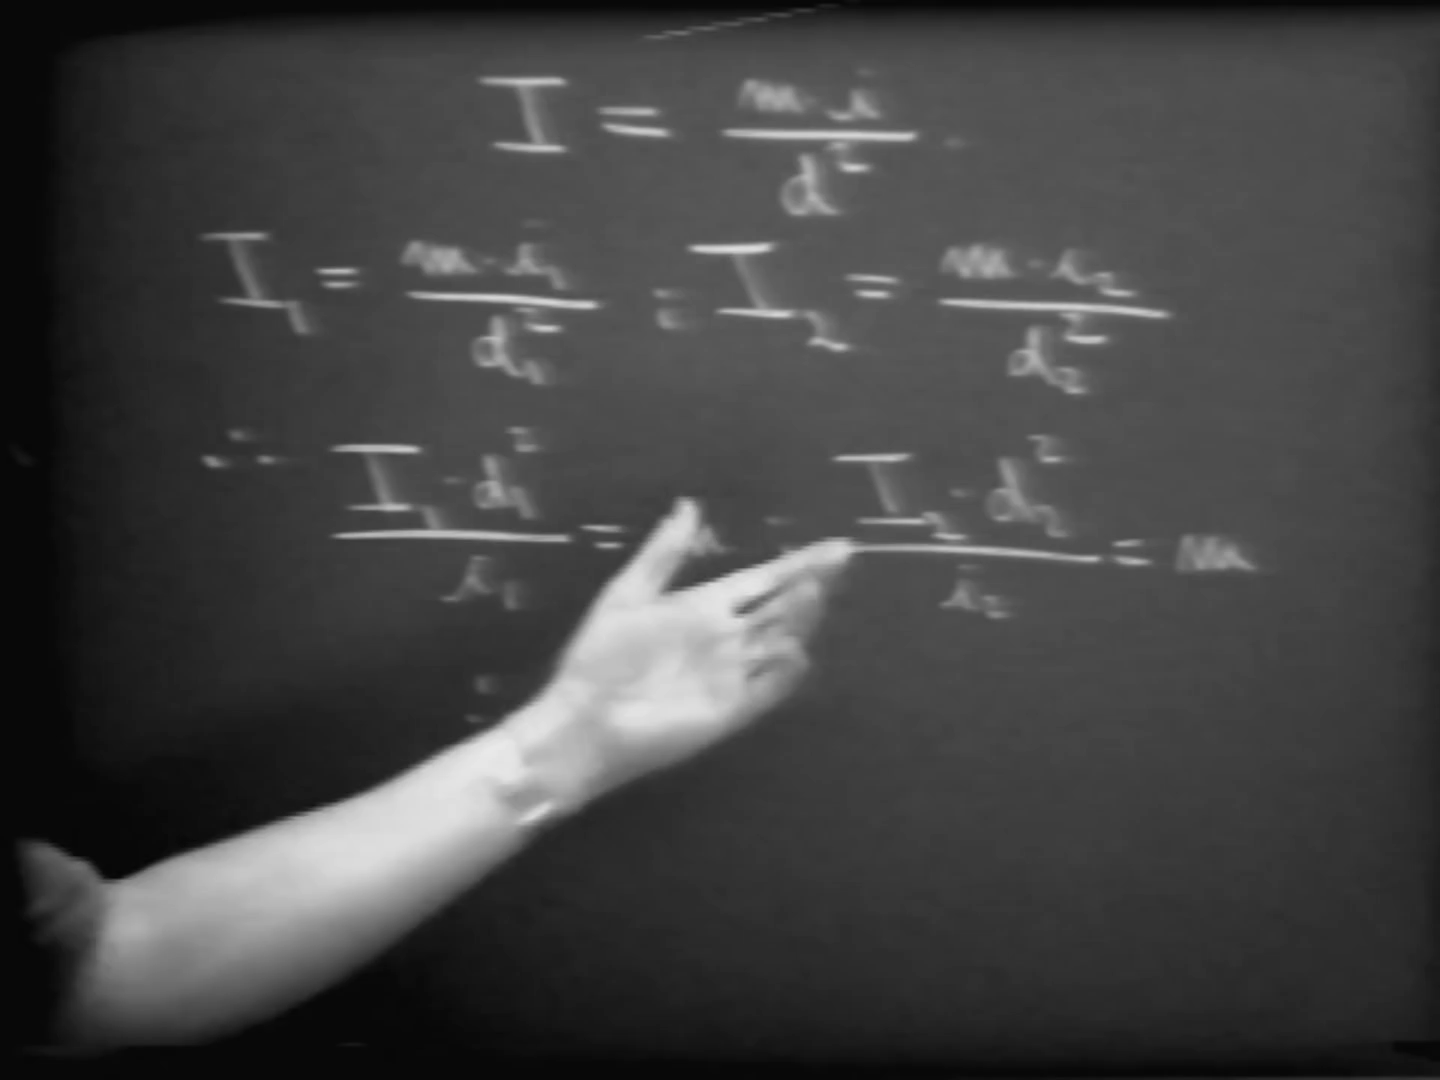 I = m · i / d²
I₁ = m · i₁ / d₁² = I₂ = m · i₂ / d₂²
∴ I₁ · d₁² / i₁ = I₂ · d₂² / i₂ = m